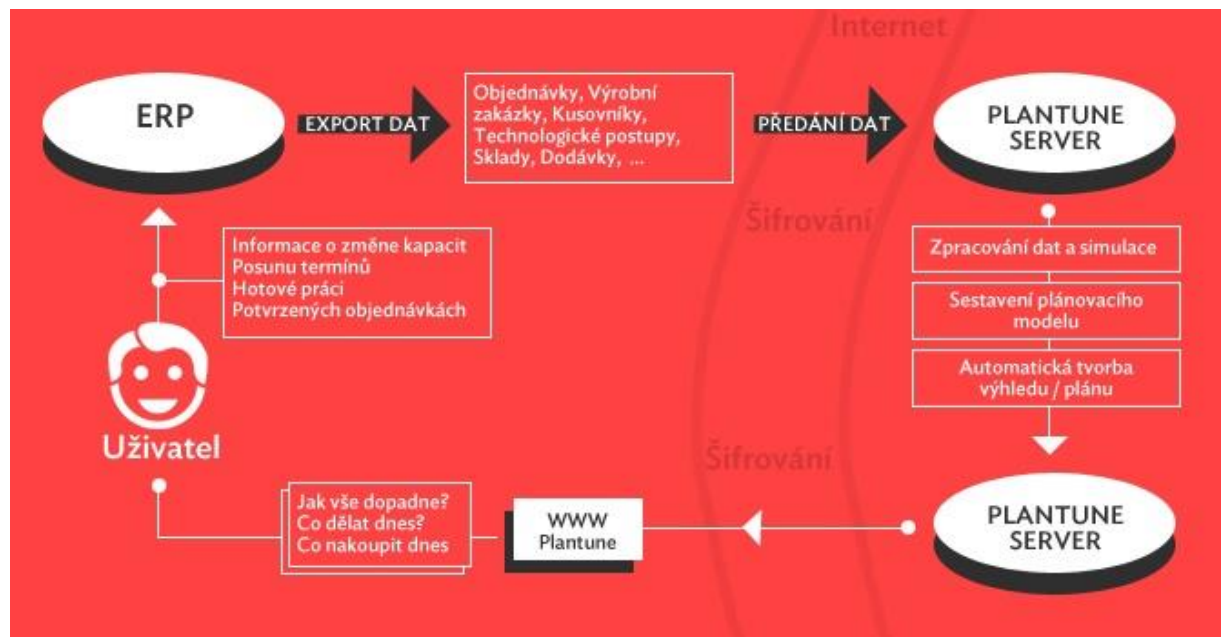 Internet
ERP
EXPORT DAT
Objednávky, Výrobní
zakázky, Kusovníky,
Technologické postupy,
Sklady, Dodávky, ...
PŘEDÁNÍ DAT
PLANTUNE
SERVER
Šifrování
Informace o změne kapacit
Posunu termínů
Hotové práci
Potvrzených objednávkách
Zpracování dat a simulace
Sestavení plánovacího
modelu
Automatická tvorba
výhledu / plánu
Uživatel
Šifrování
Jak vše dopadne?
Co dělat dnes?
Co nakoupit dnes
WWW
Plantune
PLANTUNE
SERVER